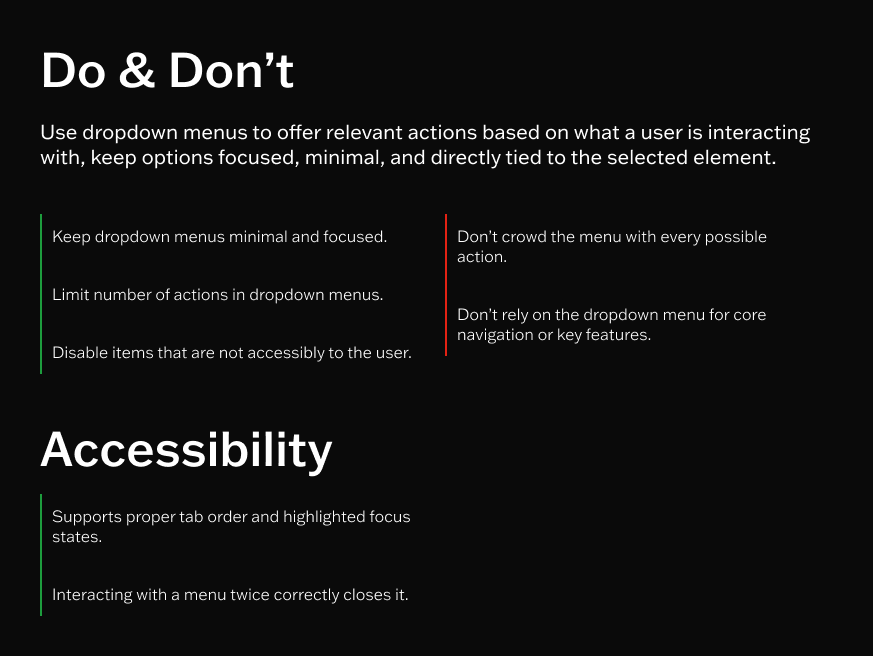 Do & Don’t
Use dropdown menus to offer relevant actions based on what a user is interacting
with, keep options focused, minimal, and directly tied to the selected element.
Keep dropdown menus minimal and focused.
Limit number of actions in dropdown menus.
Disable items that are not accessibly to the user.
Don’t crowd the menu with every possible
action.
Don’t rely on the dropdown menu for core
navigation or key features.
Accessibility
Supports proper tab order and highlighted focus
states.
Interacting with a menu twice correctly closes it.